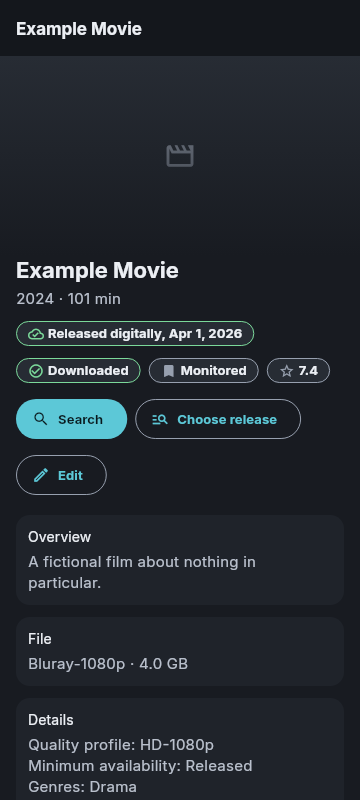 Example Movie
Example Movie
2024 · 101 min
Released digitally, Apr 1, 2026
Downloaded
Monitored
7.4
Search
Choose release
Edit
Overview
A fictional film about nothing in
particular.
File
Bluray-1080p · 4.0 GB
Details
Quality profile: HD-1080p
Minimum availability: Released
Genres: Drama